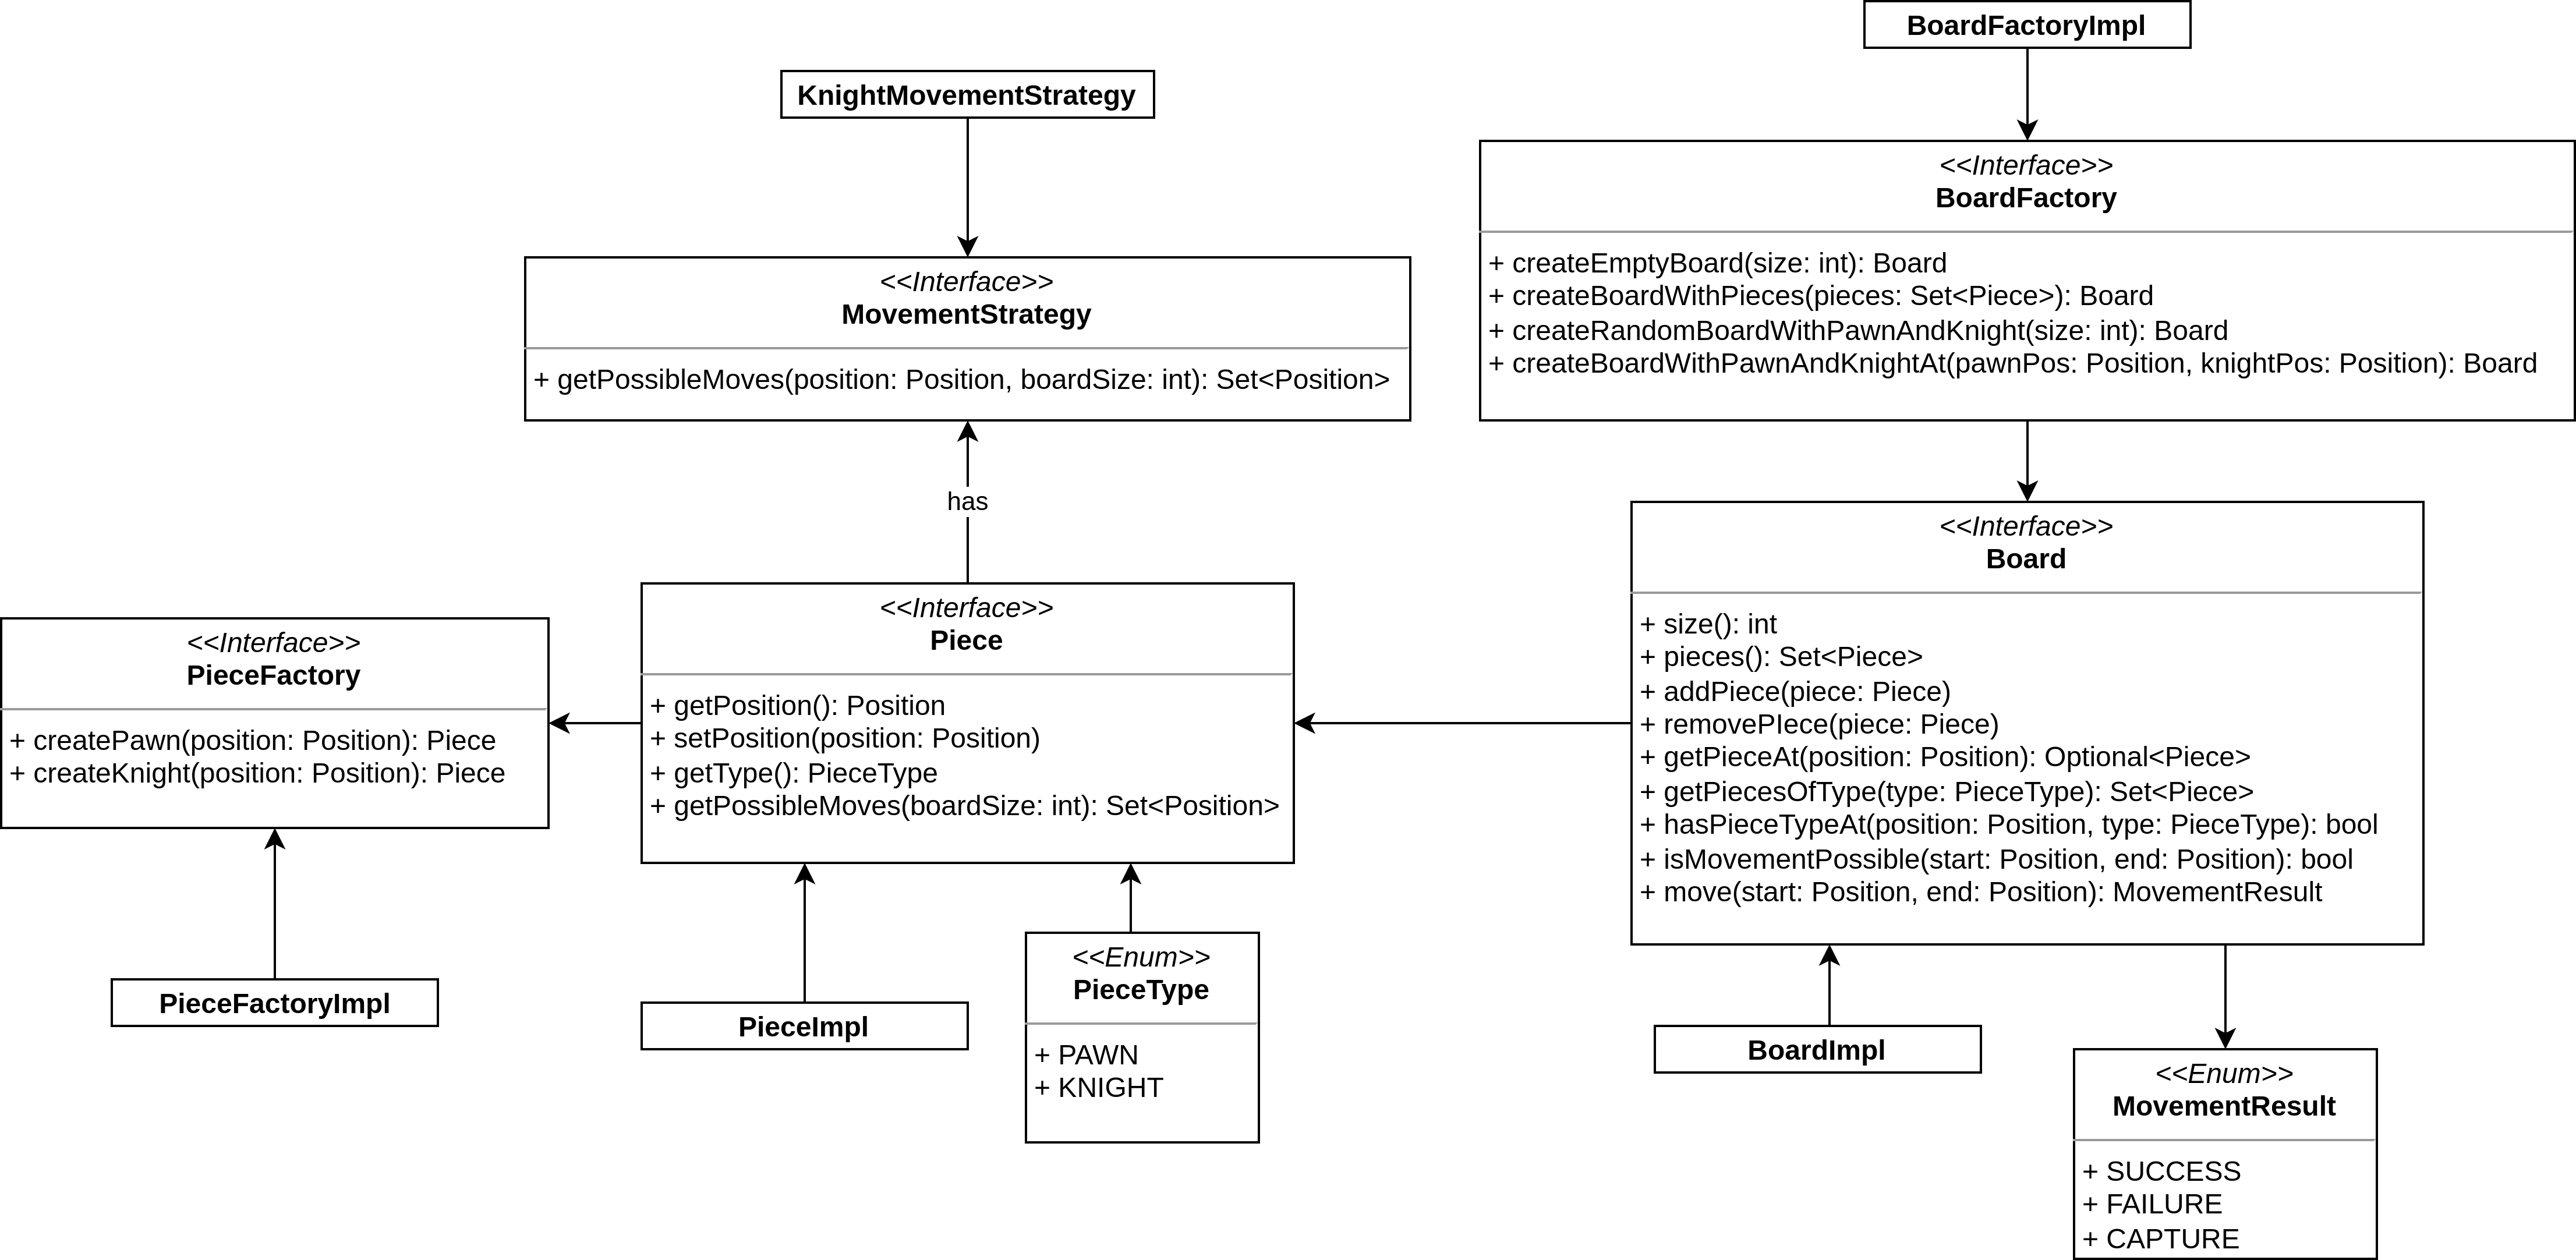 BoardFactoryImpl
KnightMovementStrategy
<<Interface>>
BoardFactory
+ createEmptyBoard(size: int): Board
+ createBoardWithPieces(pieces: Set<Piece>): Board
+ createRandomBoardWithPawnAndKnight(size: int): Board
+ createBoardWithPawnAndKnightAt(pawnPos: Position, knightPos: Position): Board
<<Interface>>
MovementStrategy
+ getPossibleMoves(position: Position, boardSize: int): Set<Position>
has
<<Interface>>
Board
+ size(): int
+ pieces(): Set<Piece>
+ addPiece(piece: Piece)
+ removePIece(piece: Piece)
+ getPieceAt(position: Position): Optional<Piece>
+ getPiecesOfType(type: PieceType): Set<Piece>
+ hasPieceTypeAt(position: Position, type: PieceType): bool
+ isMovementPossible(start: Position, end: Position): bool
+ move(start: Position, end: Position): MovementResult
<<Interface>>
Piece
+ getPosition(): Position
+ setPosition(position: Position)
+ getType(): PieceType
+ getPossibleMoves(boardSize: int): Set<Position>
<<Interface>>
PieceFactory
+ createPawn(position: Position): Piece
+ createKnight(position: Position): Piece
PieceFactoryImpl
PieceImpl
<<Enum>>
PieceType
+ PAWN
+ KNIGHT
BoardImpl
<<Enum>>
MovementResult
+ SUCCESS
+ FAILURE
+ CAPTURE